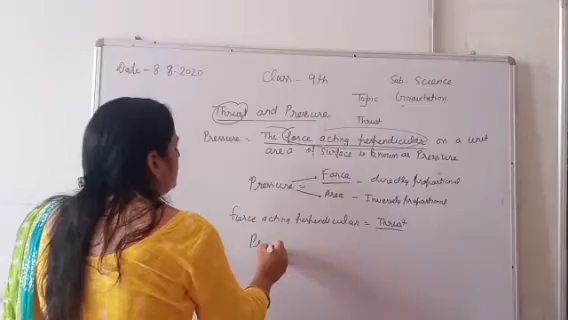 Date - 8-8-2020
Class - 9th
Sub. Science
Topic Gravitation
Thrust
Thrust and Pressure
Pressure - The force acting perpendicular on a unit
area of surface is known as Pressure
Pressure = Force - directly proportional
Area - Inversely Proportional
force acting perpendicular = Thrust
Pr